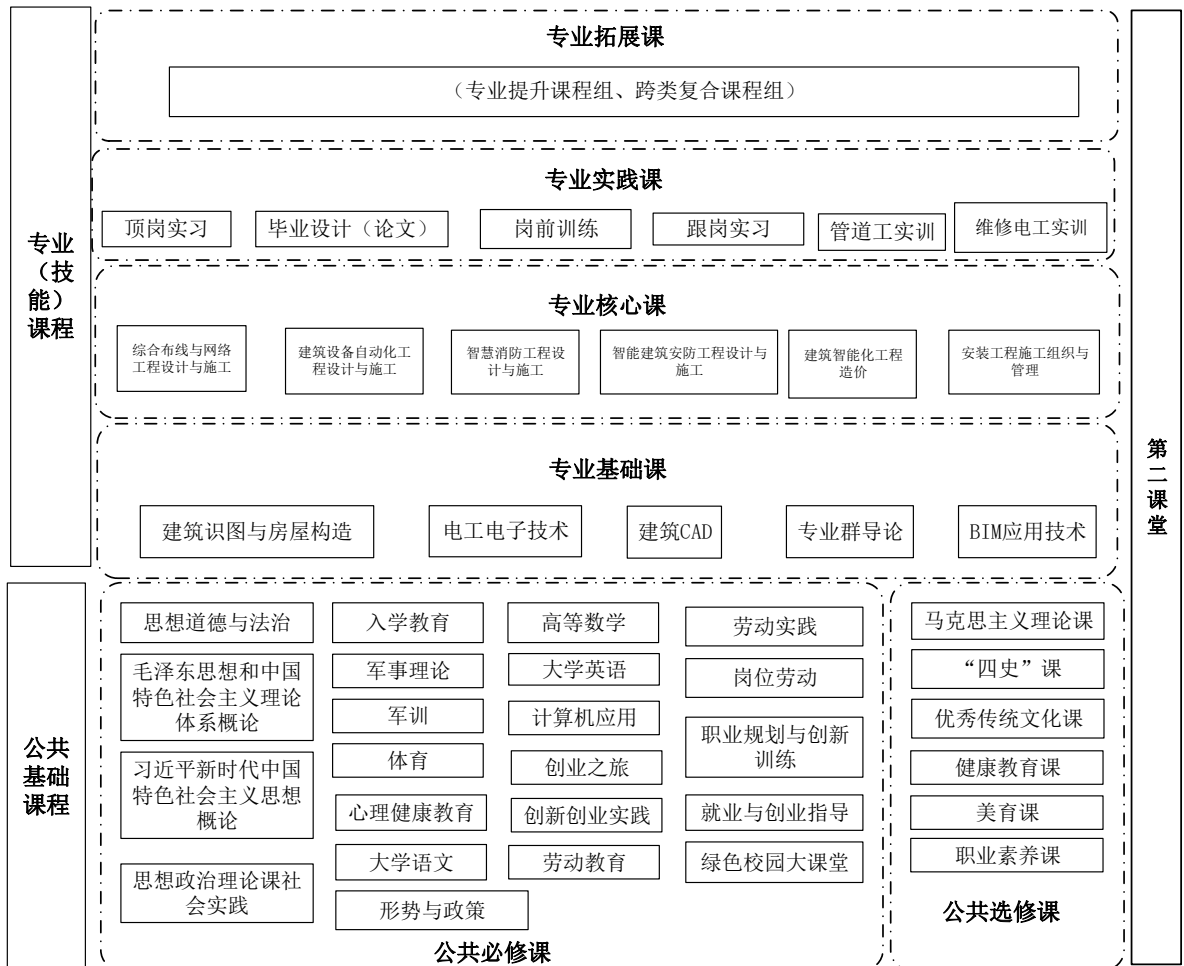 专业拓展课
（专业提升课程组、跨类复合课程组）
专业
（技
能）
课程
专业实践课
顶岗实习
毕业设计（论文）
岗前训练
跟岗实习
管道工实训
维修电工实训
专业核心课
综合布线与网络
工程设计与施工
建筑设备自动化工
程设计与施工
智慧消防工程设
计与施工
智能建筑安防工程设计与
施工
建筑智能化工程
造价
安装工程施工组织与
管理
专业基础课
建筑识图与房屋构造
电工电子技术
建筑CAD
专业群导论
BIM应用技术
第
二
课
堂
公共
基础
课程
思想道德与法治
毛泽东思想和中国
特色社会主义理论
体系概论
习近平新时代中国
特色社会主义思想
概论
思想政治理论课社
会实践
入学教育
军事理论
军训
体育
心理健康教育
大学语文
形势与政策
高等数学
大学英语
计算机应用
创业之旅
创新创业实践
劳动教育
劳动实践
岗位劳动
职业规划与创新
训练
就业与创业指导
绿色校园大课堂
公共必修课
马克思主义理论课
“四史”课
优秀传统文化课
健康教育课
美育课
职业素养课
公共选修课